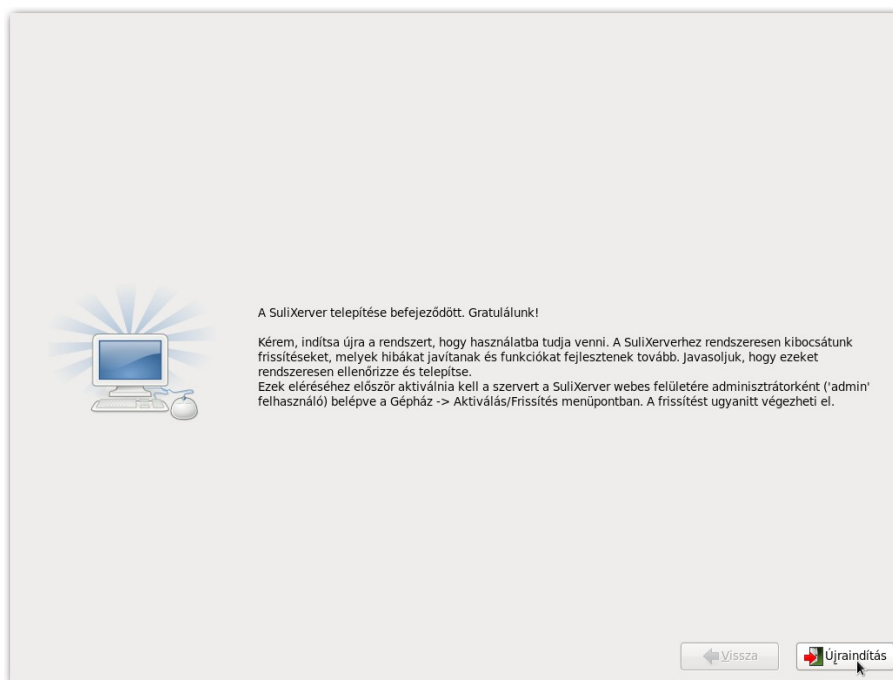 A SuliXerver telepítése befejeződött. Gratulálunk!
Kérem, indítsa újra a rendszert, hogy használatba tudja venni. A SuliXerverhez rendszeresen kibocsátunk
frissítéseket, melyek hibákat javítanak és funkciókat fejlesztenek tovább. Javasoljuk, hogy ezeket
rendszeresen ellenőrizze és telepítse.
Ezek eléréséhez először aktiválnia kell a szervert a SuliXerver webes felületére adminisztrátorként ('admin'
felhasználó) belépve a Gépház -> Aktiválás/Frissítés menüpontban. A frissítést ugyanitt végezheti el.
Vissza
Újraindítás